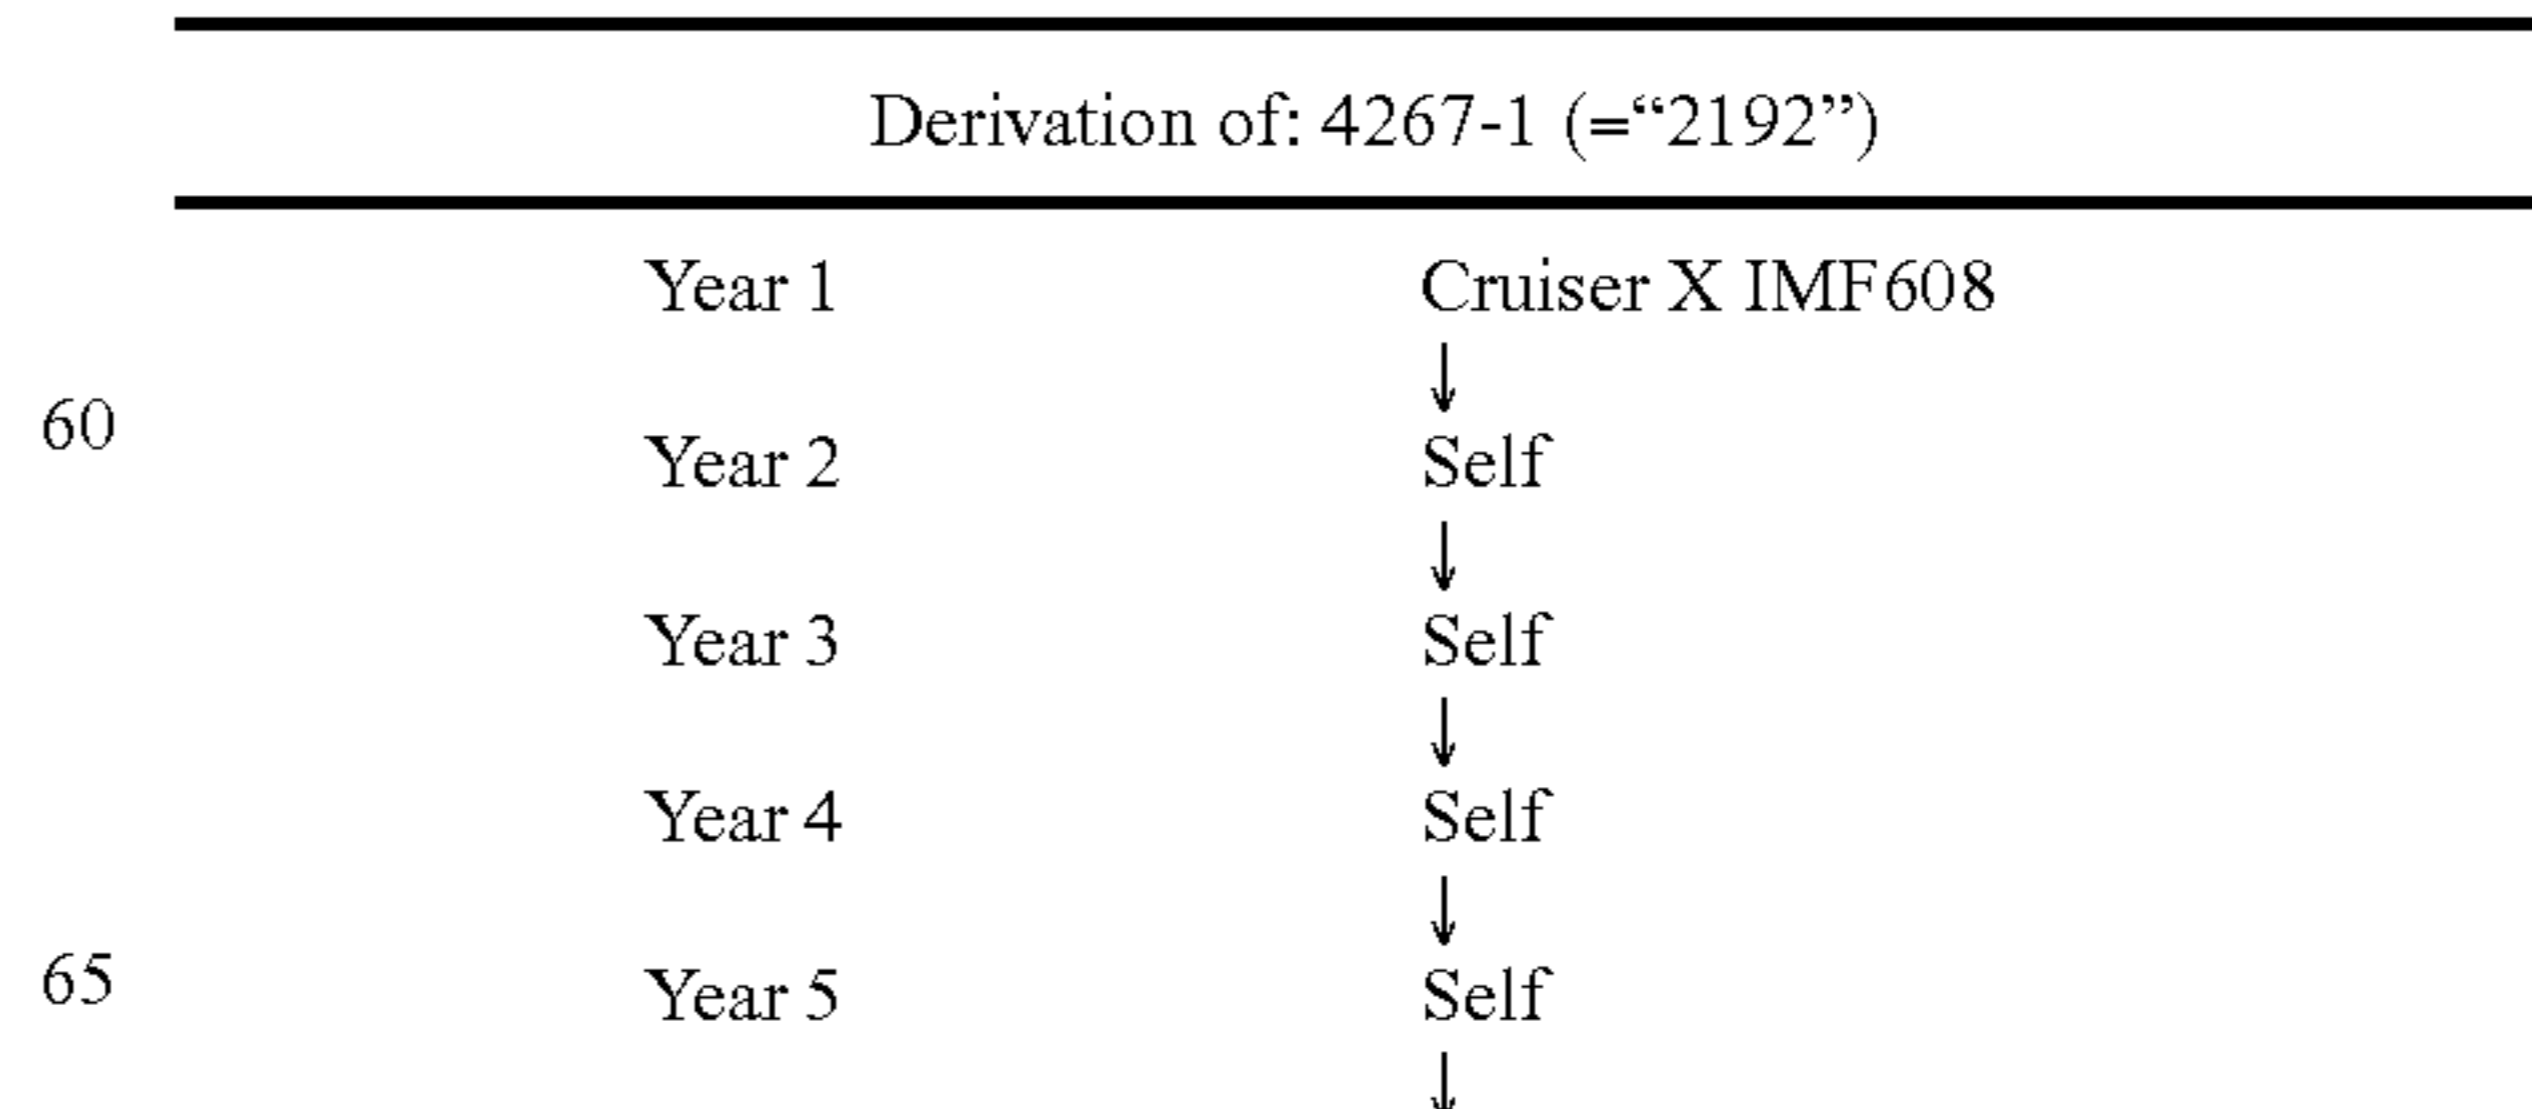 Derivation of: 4267-1 (=“2192”)
Year 1 Cruiser X IMF608
↓
60
Year 2 Self
↓
Year 3 Self
↓
Year 4 Self
↓
65 Year 5 Self
↓